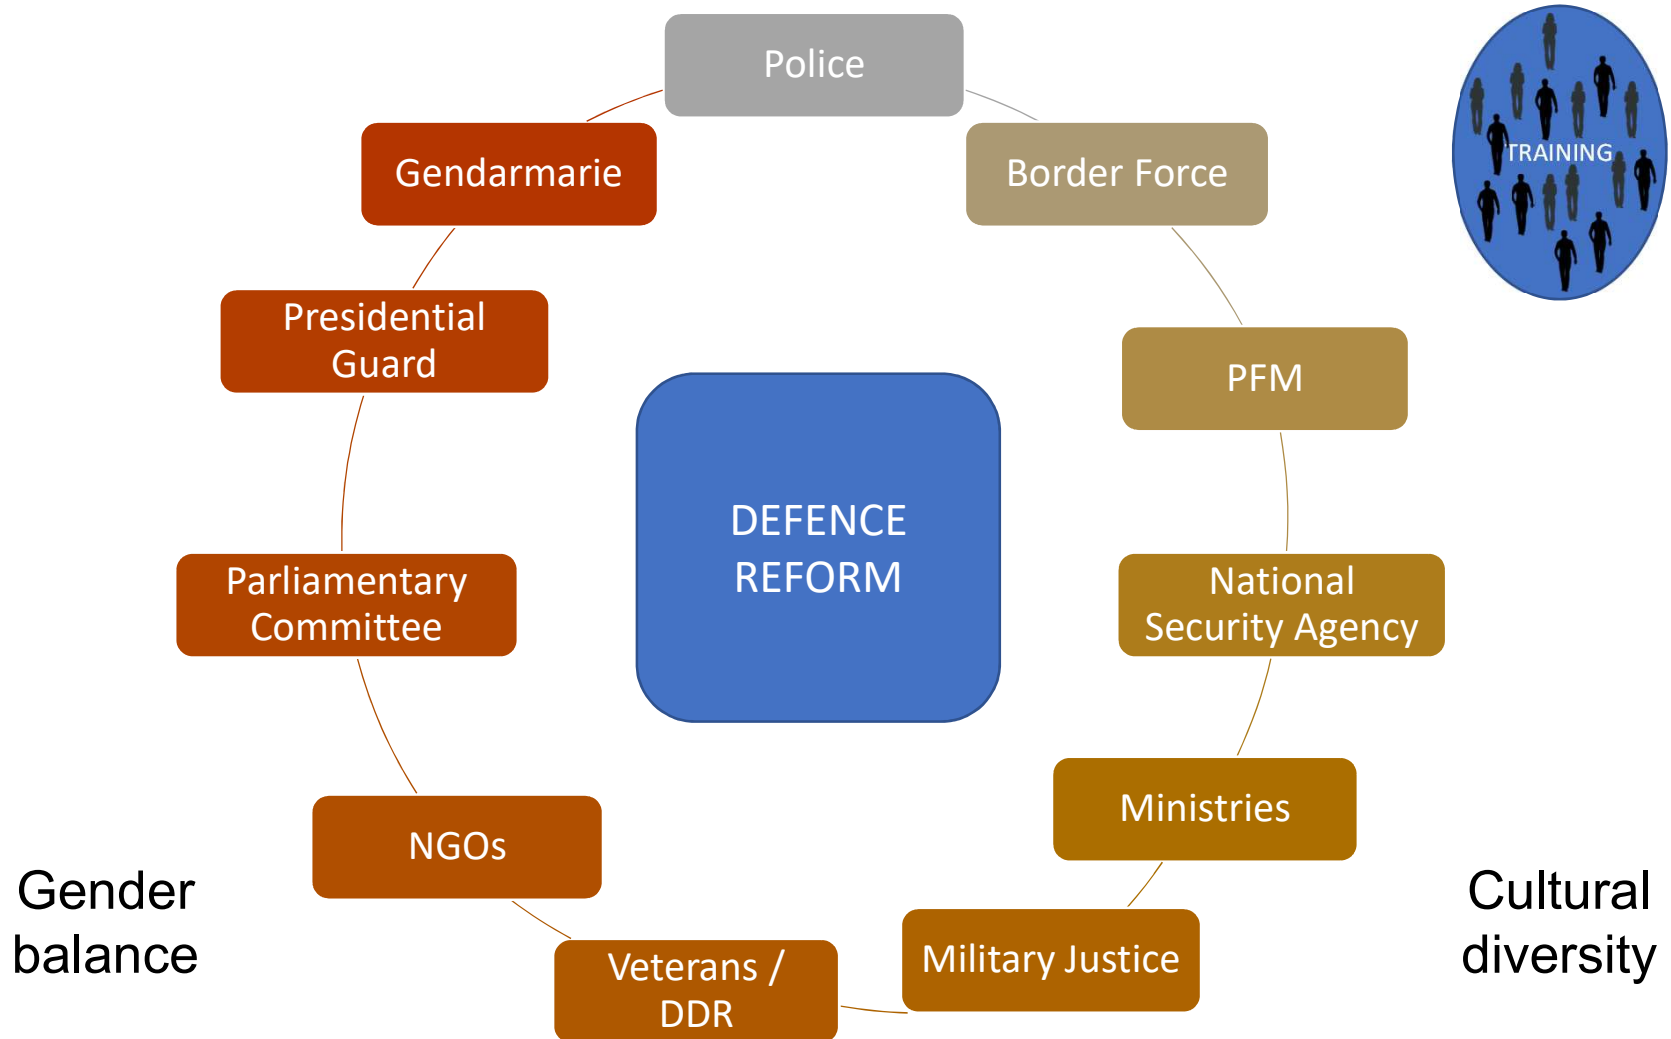 Police
Gendarmarie
Border Force
TRAINING
Presidential
Guard
PFM
DEFENCE
REFORM
Parliamentary
Committee
National
Security Agency
Ministries
NGOs
Gender
balance
Cultural
diversity
Military Justice
Veterans /
DDR